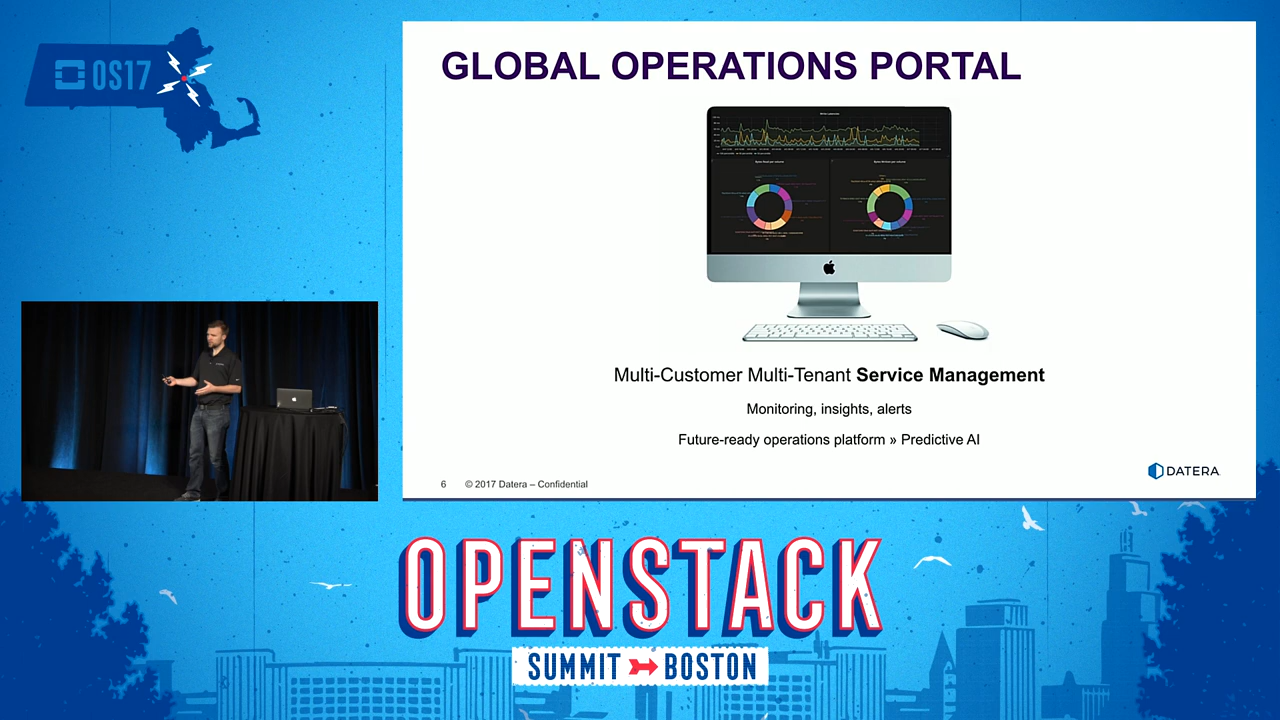 OS17
GLOBAL OPERATIONS PORTAL
Multi-Customer Multi-Tenant Service Management
Monitoring, insights, alerts
Future-ready operations platform » Predictive AI
DATERA
6 © 2017 Datera – Confidential
OPENSTACK
SUMMIT BOSTON